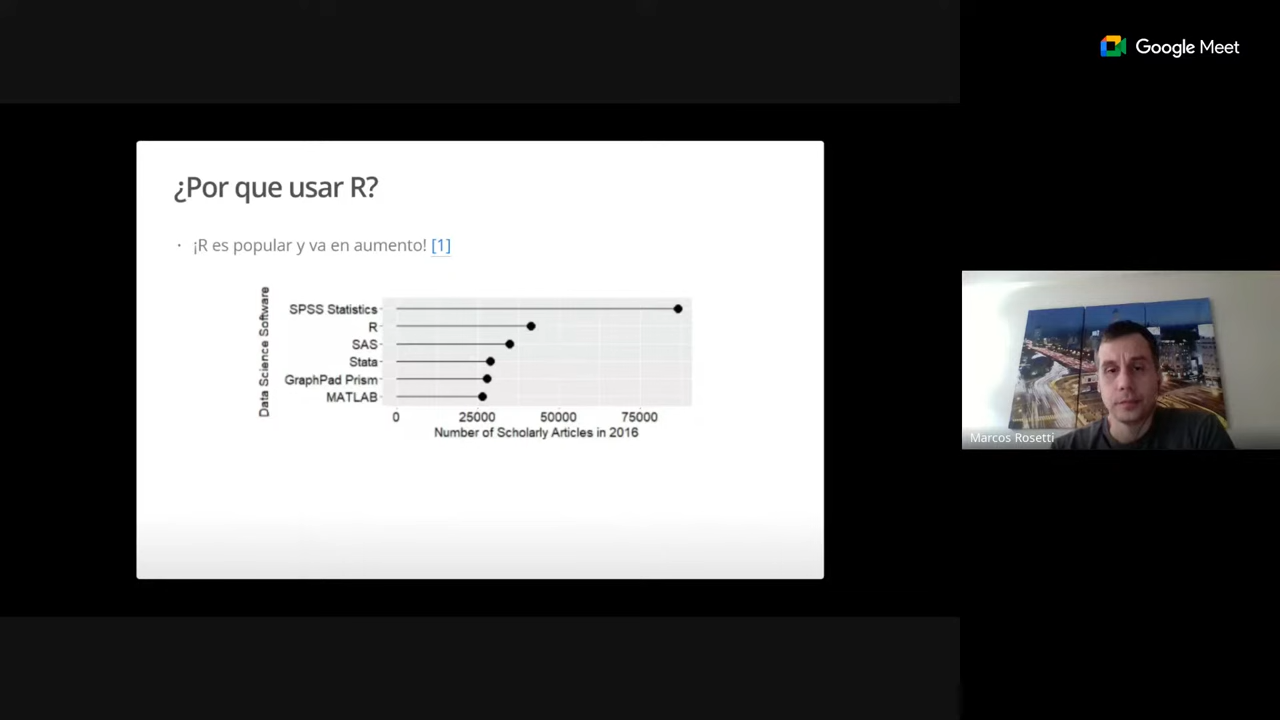 Google Meet
¿Por que usar R?
· ¡R es popular y va en aumento! [1]
Data Science Software
SPSS Statistics
R
SAS
Stata
GraphPad Prism
MATLAB
0 25000 50000 75000
Number of Scholarly Articles in 2016
Marcos Rosetti